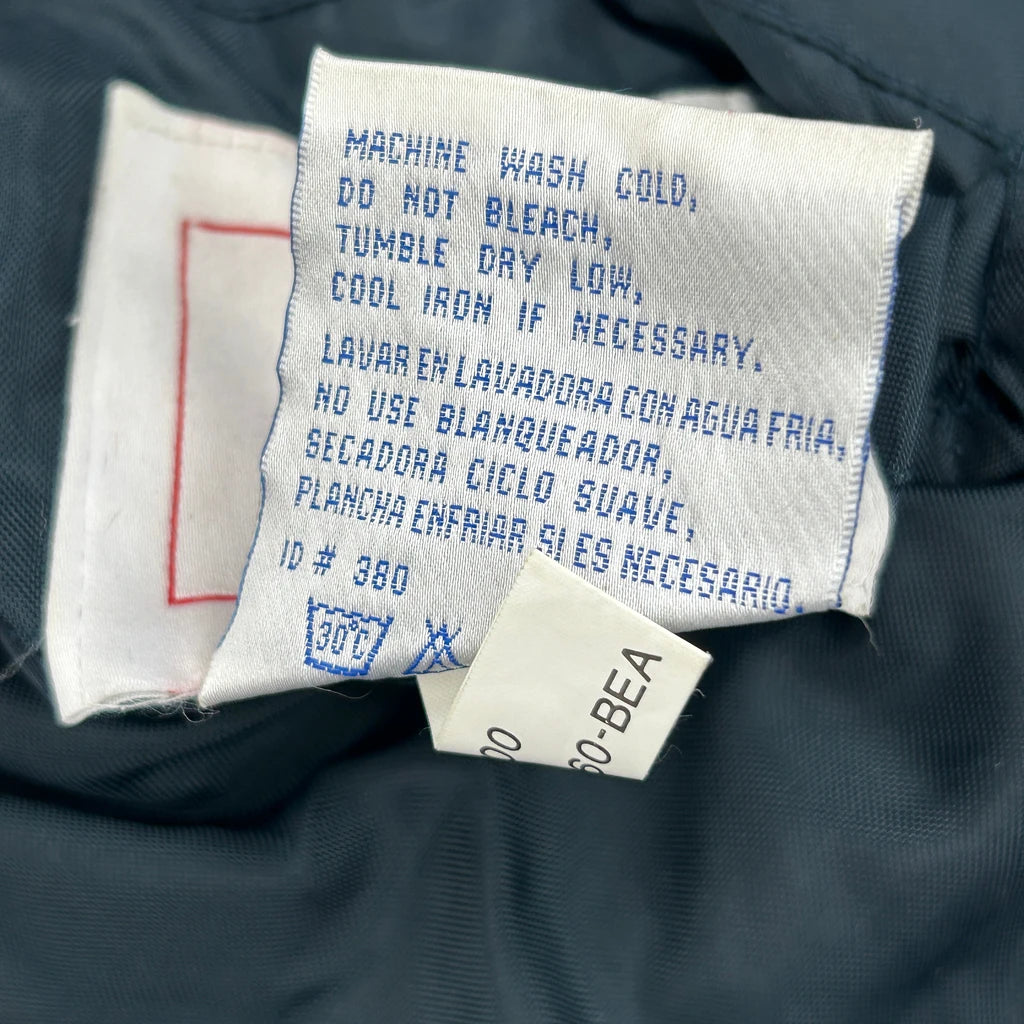 MACHINE WASH COLD,
DO NOT BLEACH,
TUMBLE DRY LOW,
COOL IRON IF NECESSARY.
LAVAR EN LAVADORA CON AGUA FRIA,
NO USE BLANQUEADOR,
SECADORA CICLO SUAVE,
PLANCHA ENFRIAR SI ES NECESARIO.
ID # 380
30°C
00
60-BEA